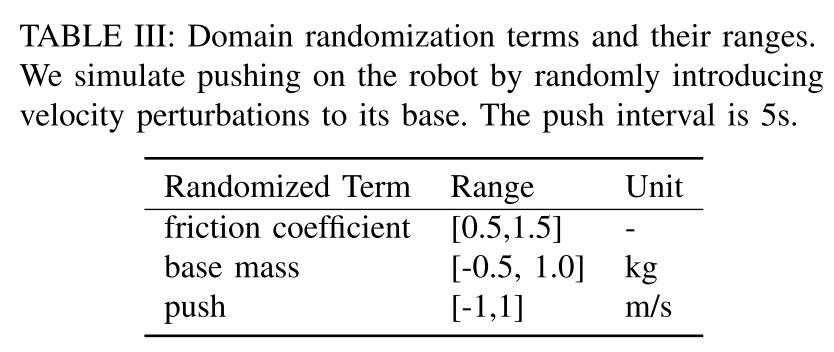 TABLE III: Domain randomization terms and their ranges.
We simulate pushing on the robot by randomly introducing
velocity perturbations to its base. The push interval is 5s.
Randomized Term Range Unit
friction coefficient [0.5,1.5] -
base mass [-0.5, 1.0] kg
push [-1,1] m/s